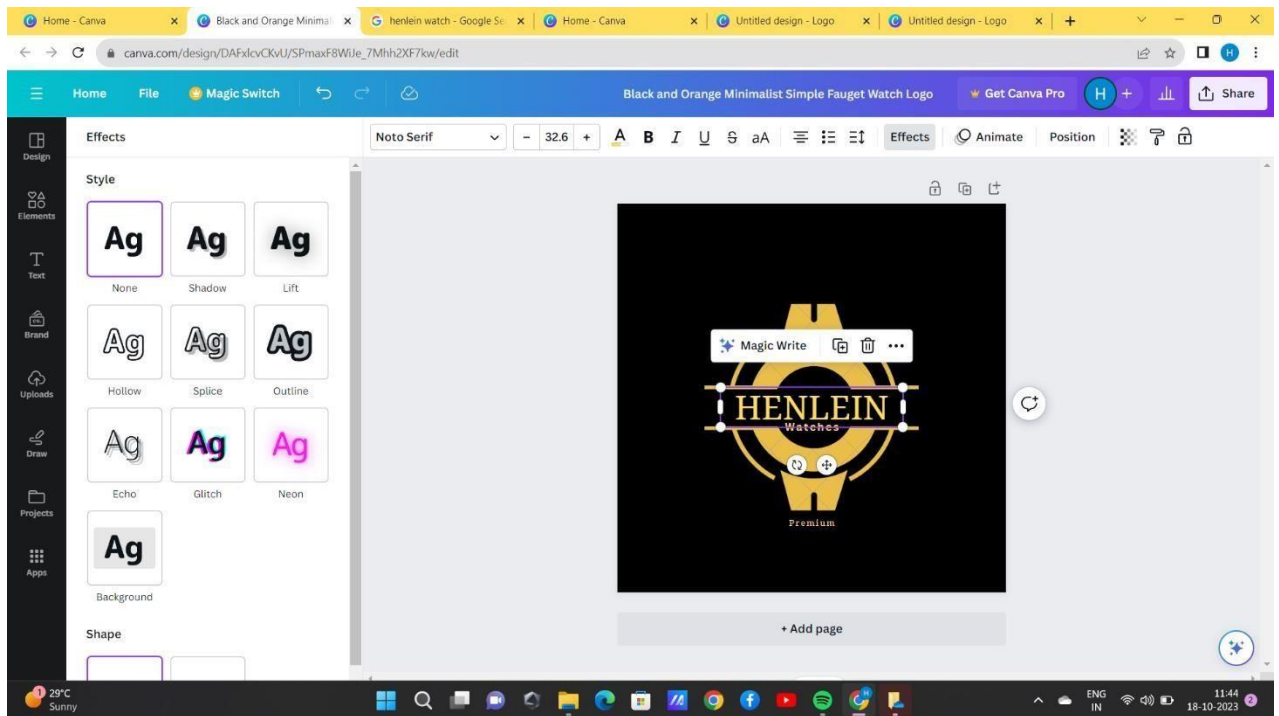 Home - Canva
Black and Orange Minimal
henlein watch - Google Se
Home - Canva
Untitled design - Logo
Untitled design - Logo
canva.com/design/DAFxlcvCKvU/SPmaxF8WiJe_7Mhh2XF7kw/edit
H
Home File Magic Switch
Black and Orange Minimalist Simple Fauget Watch Logo
Get Canva Pro
H
Share
Design
Elements
Text
Brand
Uploads
Draw
Projects
Apps
Effects
Style
Ag Ag Ag
None Shadow Lift
Ag Ag Ag
Hollow Splice Outline
Ag Ag Ag
Echo Glitch Neon
Ag
Background
Shape
Noto Serif
- 32.6 +
A B I U S aA
Effects
Animate
Position
Magic Write
HENLEIN
Watches
Premium
+ Add page
1
29°C
Sunny
ENG
IN
11:44
18-10-2023
2